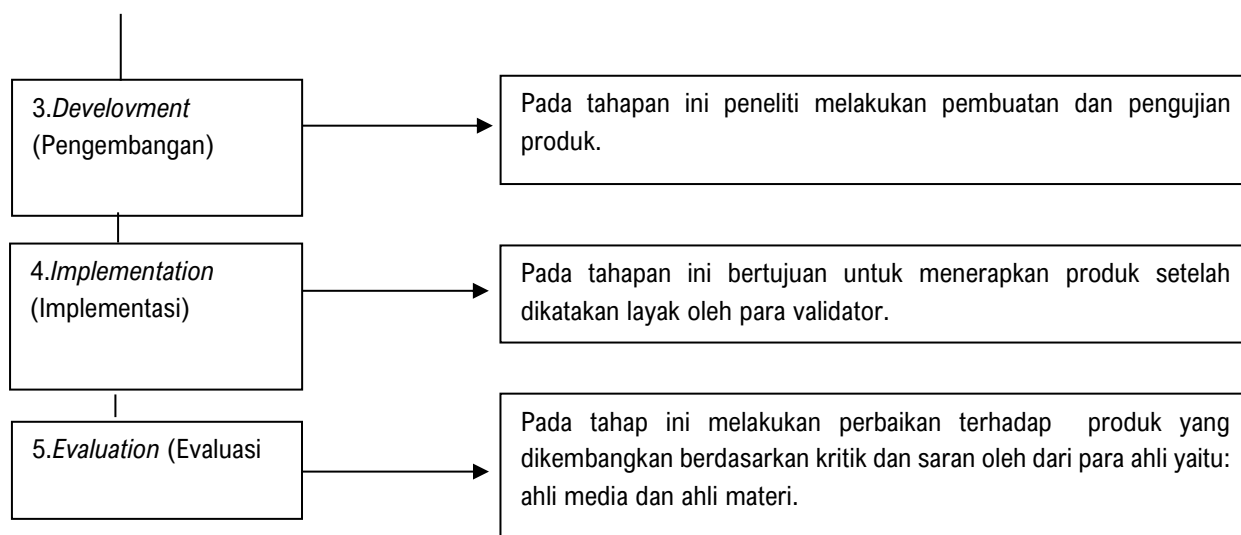 3.Develovment
(Pengembangan)
Pada tahapan ini peneliti melakukan pembuatan dan pengujian
produk.
4.Implementation
(Implementasi)
Pada tahapan ini bertujuan untuk menerapkan produk setelah
dikatakan layak oleh para validator.
5.Evaluation (Evaluasi
Pada tahap ini melakukan perbaikan terhadap produk yang
dikembangkan berdasarkan kritik dan saran oleh dari para ahli yaitu:
ahli media dan ahli materi.